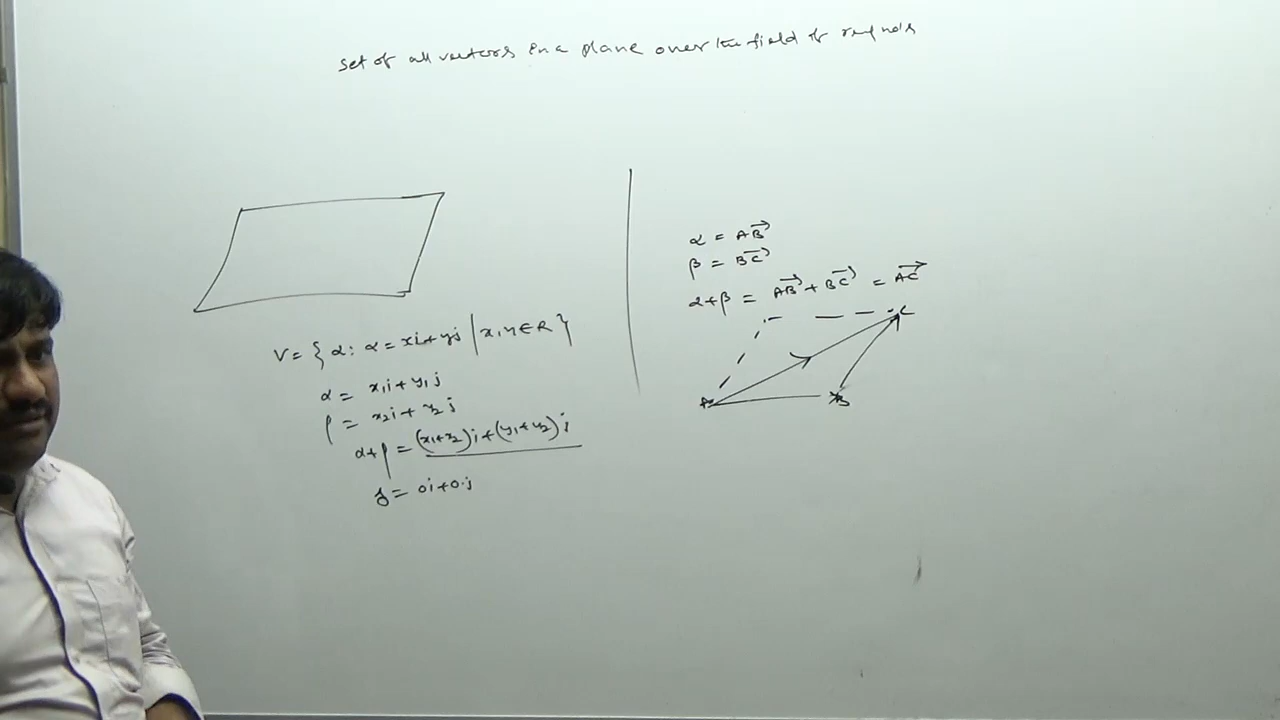 Set of all vectors in a plane over the field of real no's
V = { α : α = xi + yj | x, y ∈ R }
α = x₁i + y₁j
β = x₂i + y₂j
α+β = (x₁+x₂)i + (y₁+y₂)j
= 0i + 0.j
α = AB⃗
β = BC⃗
α+β = AB⃗ + BC⃗ = AC⃗
C
A B